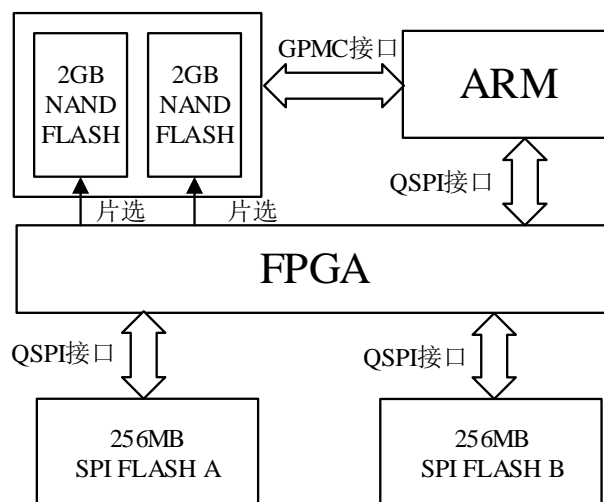 2GB
NAND
FLASH
2GB
NAND
FLASH
GPMC接口
ARM
片选
片选
QSPI接口
FPGA
QSPI接口
QSPI接口
256MB
SPI FLASH A
256MB
SPI FLASH B